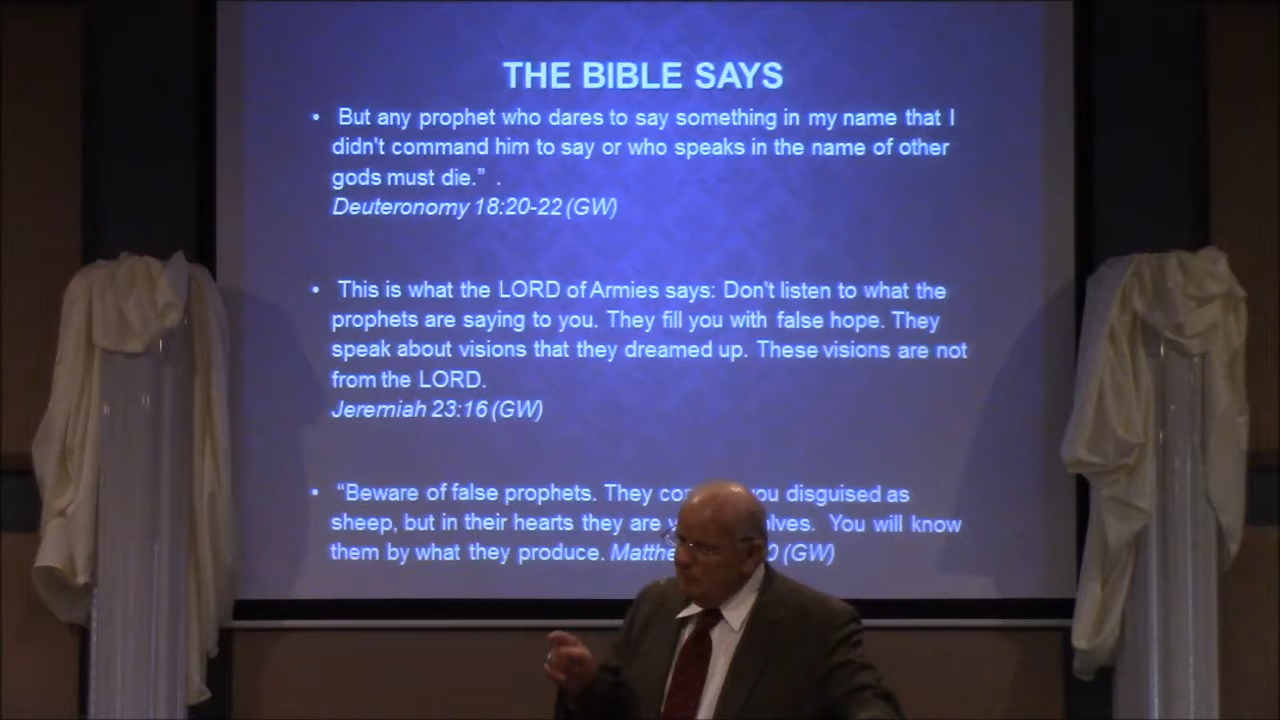 THE BIBLE SAYS
• But any prophet who dares to say something in my name that I
didn't command him to say or who speaks in the name of other
gods must die.” .
Deuteronomy 18:20-22 (GW)
• This is what the LORD of Armies says: Don't listen to what the
prophets are saying to you. They fill you with false hope. They
speak about visions that they dreamed up. These visions are not
from the LORD.
Jeremiah 23:16 (GW)
• “Beware of false prophets. They you disguised as
sheep, but in their hearts they are You will know
them by what they produce. (GW)